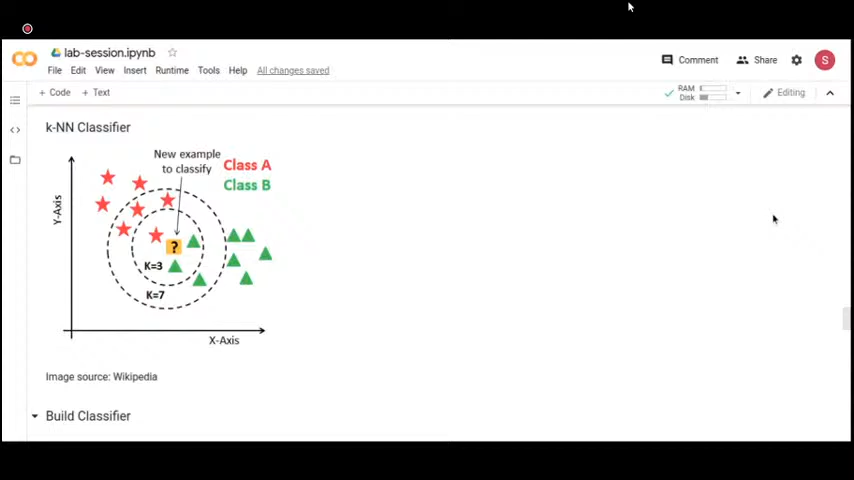 lab-session.ipynb
Comment
Share
S
File Edit View Insert Runtime Tools Help All changes saved
+ Code + Text
RAM
Disk
Editing
k-NN Classifier
New example
to classify
Class A
Class B
Y-Axis
?
K=3
K=7
X-Axis
Image source: Wikipedia
Build Classifier